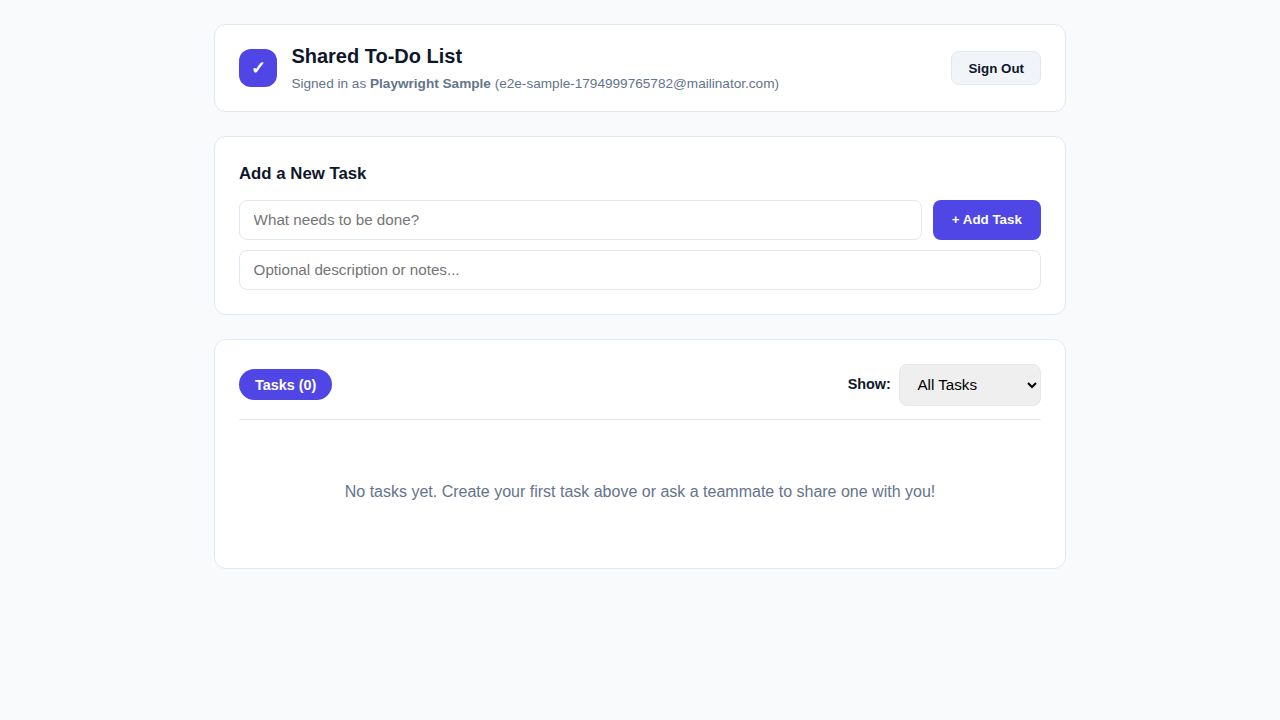 ✓
Shared To-Do List
Signed in as Playwright Sample (e2e-sample-1794999765782@mailinator.com)
Sign Out
Add a New Task
What needs to be done?
+ Add Task
Optional description or notes...
Tasks (0)
Show:
All Tasks
No tasks yet. Create your first task above or ask a teammate to share one with you!